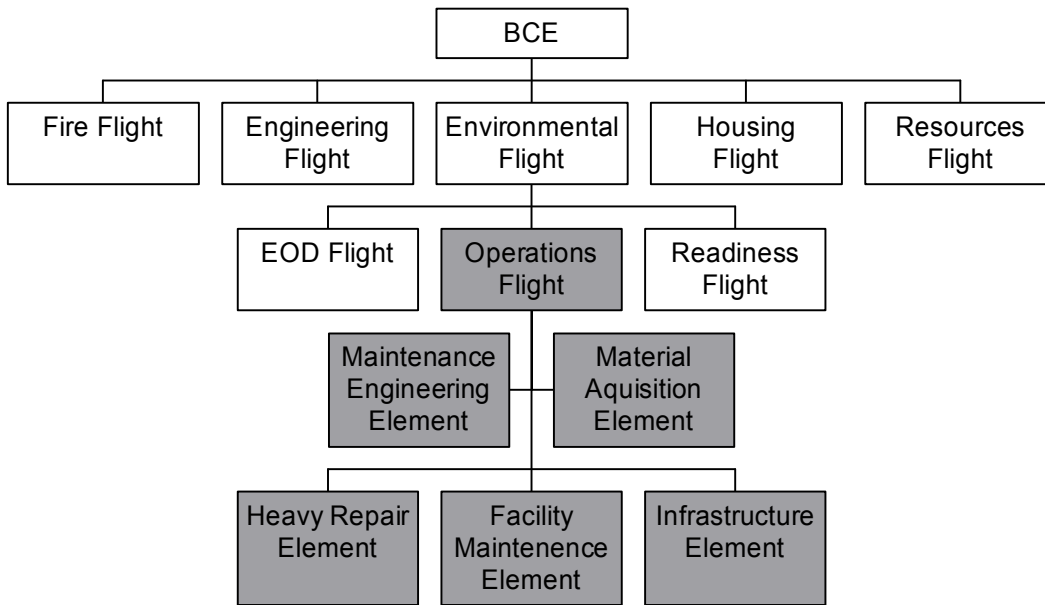 BCE
Fire Flight
Engineering
Flight
Environmental
Flight
Housing
Flight
Resources
Flight
EOD Flight
Operations
Flight
Readiness
Flight
Maintenance
Engineering
Element
Material
Aquisition
Element
Heavy Repair
Element
Facility
Maintenence
Element
Infrastructure
Element